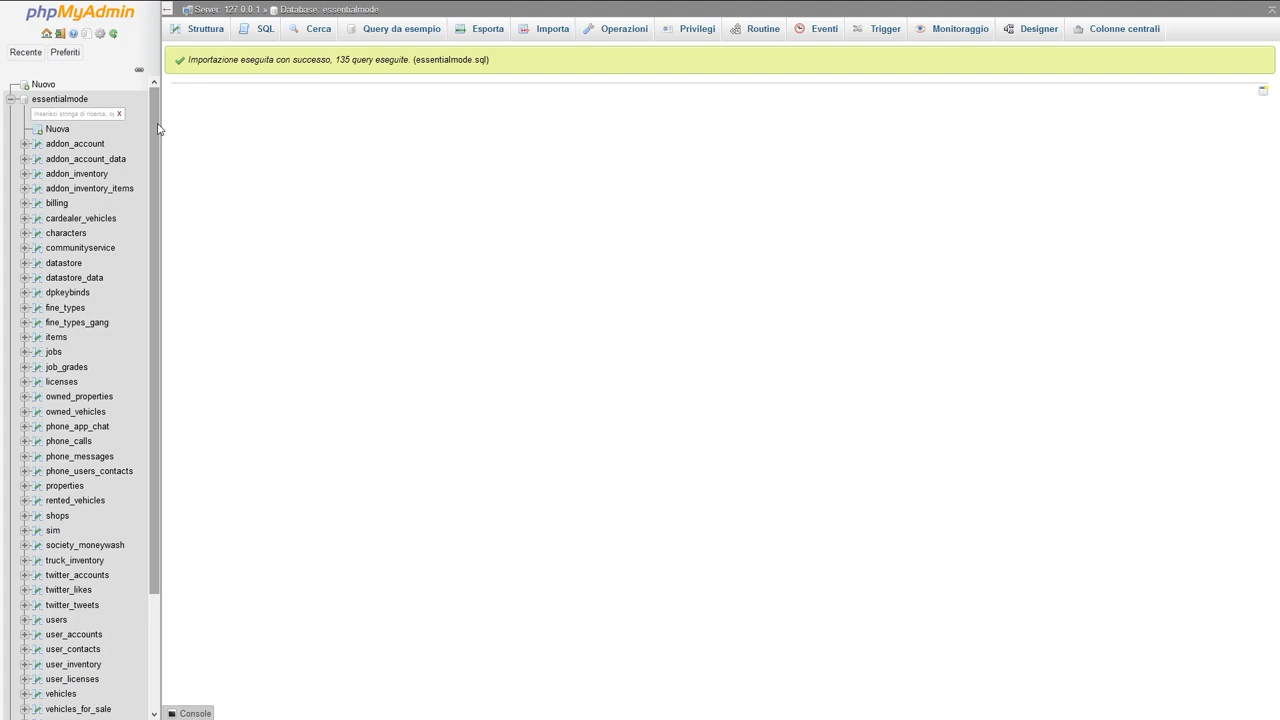 phpMyAdmin
Recente Preferiti
Nuovo
essentialmode
Inserisci stringa di ricerca, X
Nuova
addon_account
addon_account_data
addon_inventory
addon_inventory_items
billing
cardealer_vehicles
characters
communityservice
datastore
datastore_data
dpkeybinds
fine_types
fine_types_gang
items
jobs
job_grades
licenses
owned_properties
owned_vehicles
phone_app_chat
phone_calls
phone_messages
phone_users_contacts
properties
rented_vehicles
shops
sim
society_moneywash
truck_inventory
twitter_accounts
twitter_likes
twitter_tweets
users
user_accounts
user_contacts
user_inventory
user_licenses
vehicles
vehicles_for_sale
Server: 127.0.0.1 » Database: essentialmode
Struttura SQL Cerca Query da esempio Esporta Importa Operazioni Privilegi Routine Eventi Trigger Monitoraggio Designer Colonne centrali
Importazione eseguita con successo, 135 query eseguite. (essentialmode.sql)
Console